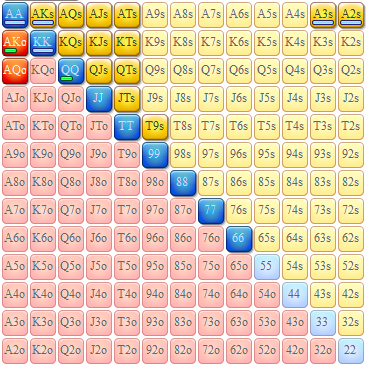 AA AKs AQs AJs ATs A9s A8s A7s A6s A5s A4s A3s A2s
AKo KK KQs KJs KTs K9s K8s K7s K6s K5s K4s K3s K2s
AQo KQo QQ QJs QTs Q9s Q8s Q7s Q6s Q5s Q4s Q3s Q2s
AJo KJo QJo JJ JTs J9s J8s J7s J6s J5s J4s J3s J2s
ATo KTo QTo JTo TT T9s T8s T7s T6s T5s T4s T3s T2s
A9o K9o Q9o J9o T9o 99 98s 97s 96s 95s 94s 93s 92s
A8o K8o Q8o J8o T8o 98o 88 87s 86s 85s 84s 83s 82s
A7o K7o Q7o J7o T7o 97o 87o 77 76s 75s 74s 73s 72s
A6o K6o Q6o J6o T6o 96o 86o 76o 66 65s 64s 63s 62s
A5o K5o Q5o J5o T5o 95o 85o 75o 65o 55 54s 53s 52s
A4o K4o Q4o J4o T4o 94o 84o 74o 64o 54o 44 43s 42s
A3o K3o Q3o J3o T3o 93o 83o 73o 63o 53o 43o 33 32s
A2o K2o Q2o J2o T2o 92o 82o 72o 62o 52o 42o 32o 22